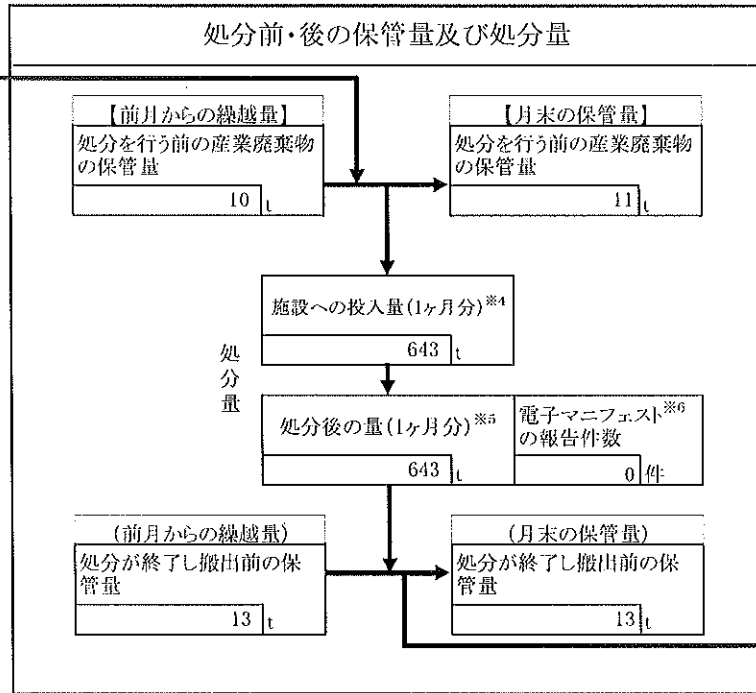 処分前・後の保管量及び処分量
【前月からの繰越量】
処分を行う前の産業廃棄物
の保管量
10 t
【月末の保管量】
処分を行う前の産業廃棄物
の保管量
11 t
処分量
施設への投入量(1ヶ月分)※4
643 t
処分後の量(1ヶ月分)※5
643 t
電子マニフェスト※6
の報告件数
0 件
(前月からの繰越量)
処分が終了し搬出前の保
管量
13 t
(月末の保管量)
処分が終了し搬出前の保
管量
13 t